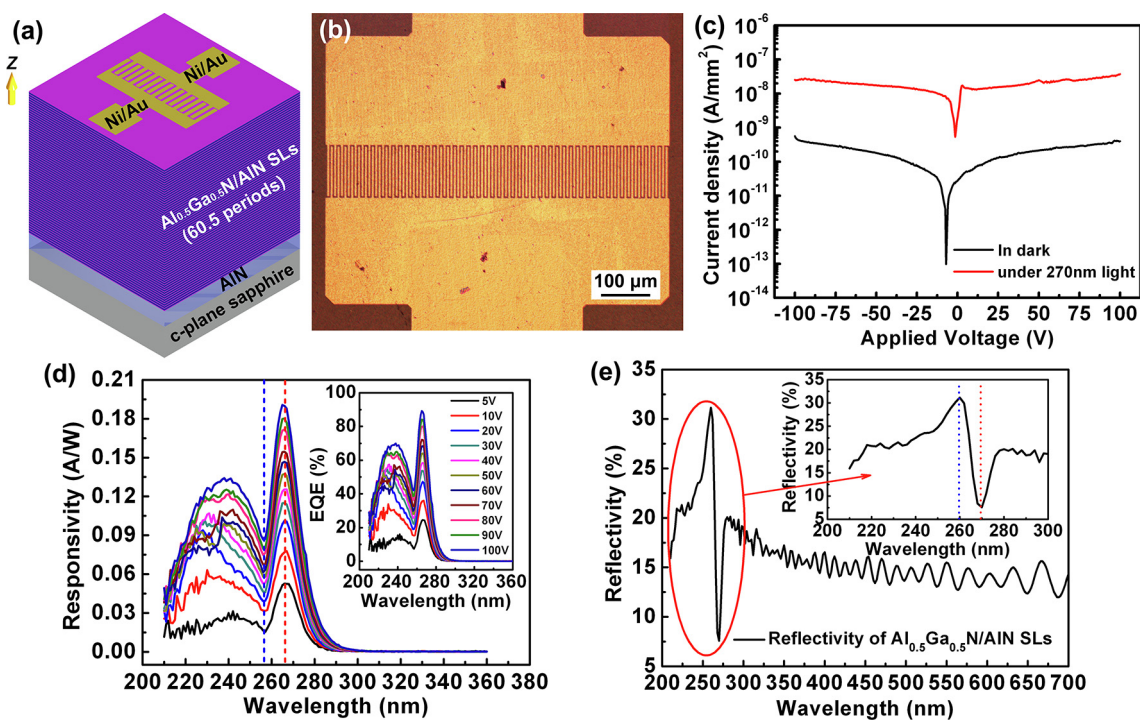 (a)
Z
Ni/Au
Ni/Au
Al0.5Ga0.5N/AlN SLs
(60.5 periods)
AlN
c-plane sapphire
(b)
100 μm
(c)
Current density (A/mm²)
10⁻⁶
10⁻⁷
10⁻⁸
10⁻⁹
10⁻¹⁰
10⁻¹¹
10⁻¹²
10⁻¹³
10⁻¹⁴
In dark
under 270nm light
-100 -75 -50 -25 0 25 50 75 100
Applied Voltage (V)
(d)
Responsivity (A/W)
0.21
0.18
0.15
0.12
0.09
0.06
0.03
0.00
200 220 240 260 280 300 320 340 360 380
Wavelength (nm)
EQE (%)
100
80
60
40
20
0
200 240 280 320 360
Wavelength (nm)
5V
10V
20V
30V
40V
50V
60V
70V
80V
90V
100V
(e)
Reflectivity (%)
35
30
25
20
15
10
5
200 250 300 350 400 450 500 550 600 650 700
Wavelength (nm)
Reflectivity of Al0.5Ga0.5N/AlN SLs
Reflectivity (%)
35
30
25
20
15
10
5
200 220 240 260 280 300
Wavelength (nm)